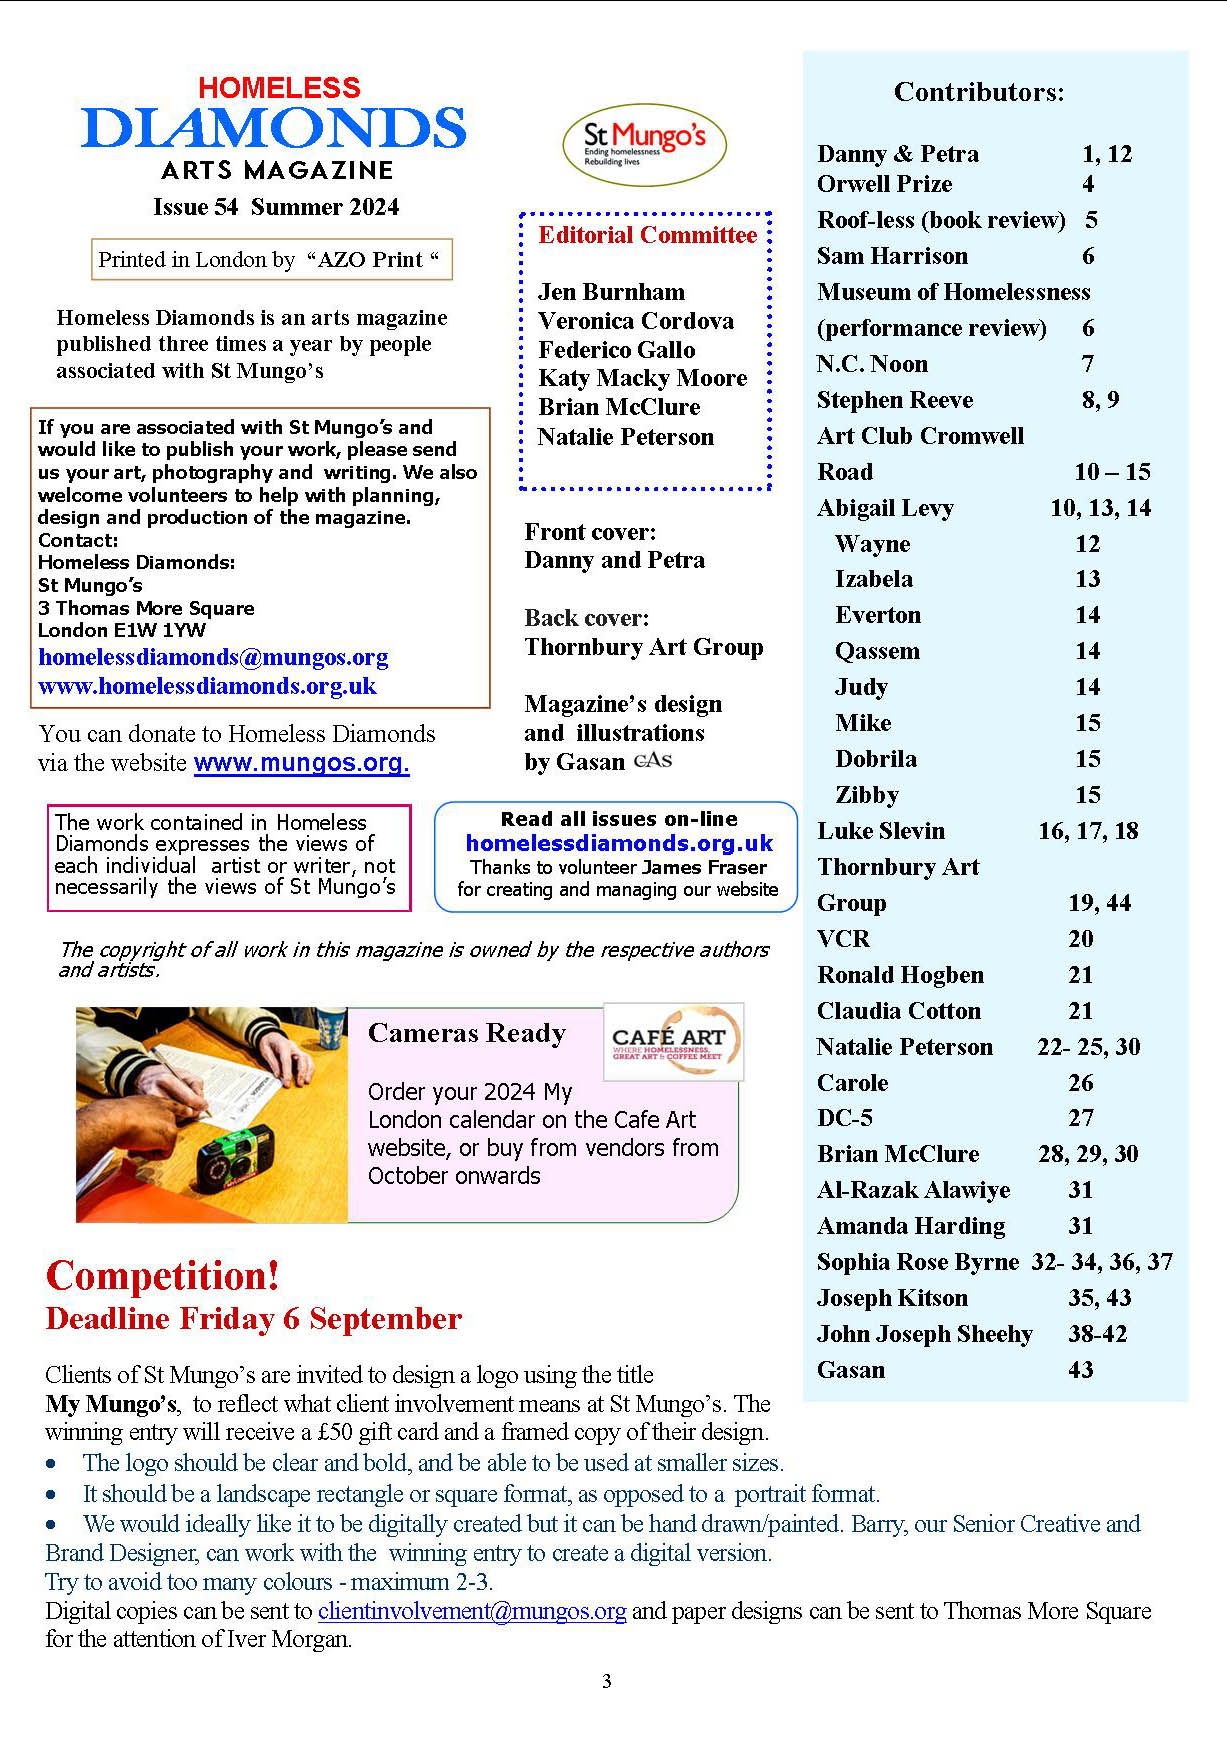 HOMELESS
DIAMONDS
ARTS MAGAZINE
Issue 54  Summer 2024
Printed in London by  “AZO Print “
Homeless Diamonds is an arts magazine
published three times a year by people
associated with St Mungo’s
If you are associated with St Mungo’s and
would like to publish your work, please send
us your art, photography and  writing. We also
welcome volunteers to help with planning,
design and production of the magazine.
Contact:
Homeless Diamonds:
St Mungo’s
3 Thomas More Square
London E1W 1YW
homelessdiamonds@mungos.org
www.homelessdiamonds.org.uk
You can donate to Homeless Diamonds
via the website www.mungos.org.
The work contained in Homeless
Diamonds expresses the views of
each individual  artist or writer, not
necessarily the views of St Mungo’s
St Mungo’s
Ending homelessness
Rebuilding lives
Editorial Committee
Jen Burnham
Veronica Cordova
Federico Gallo
Katy Macky Moore
Brian McClure
Natalie Peterson
Front cover:
Danny and Petra
Back cover:
Thornbury Art Group
Magazine’s design
and  illustrations
by Gasan GAS
Read all issues on-line
homelessdiamonds.org.uk
Thanks to volunteer James Fraser
for creating and managing our website
The copyright of all work in this magazine is owned by the respective authors
and artists.
Cameras Ready
Order your 2024 My
London calendar on the Cafe Art
website, or buy from vendors from
October onwards
CAFÉ ART
WHERE HOMELESSNESS,
GREAT ART & COFFEE MEET
Contributors:
Danny & Petra 1, 12
Orwell Prize 4
Roof-less (book review) 5
Sam Harrison 6
Museum of Homelessness
(performance review) 6
N.C. Noon 7
Stephen Reeve 8, 9
Art Club Cromwell
Road 10 – 15
Abigail Levy 10, 13, 14
Wayne 12
Izabela 13
Everton 14
Qassem 14
Judy 14
Mike 15
Dobrila 15
Zibby 15
Luke Slevin 16, 17, 18
Thornbury Art
Group 19, 44
VCR 20
Ronald Hogben 21
Claudia Cotton 21
Natalie Peterson 22- 25, 30
Carole 26
DC-5 27
Brian McClure 28, 29, 30
Al-Razak Alawiye 31
Amanda Harding 31
Sophia Rose Byrne 32- 34, 36, 37
Joseph Kitson 35, 43
John Joseph Sheehy 38-42
Gasan 43
Competition!
Deadline Friday 6 September
Clients of St Mungo’s are invited to design a logo using the title
My Mungo’s,  to reflect what client involvement means at St Mungo’s. The
winning entry will receive a £50 gift card and a framed copy of their design.
• The logo should be clear and bold, and be able to be used at smaller sizes.
• It should be a landscape rectangle or square format, as opposed to a  portrait format.
• We would ideally like it to be digitally created but it can be hand drawn/painted. Barry, our Senior Creative and
Brand Designer, can work with the  winning entry to create a digital version.
Try to avoid too many colours - maximum 2-3.
Digital copies can be sent to clientinvolvement@mungos.org and paper designs can be sent to Thomas More Square
for the attention of Iver Morgan.
3